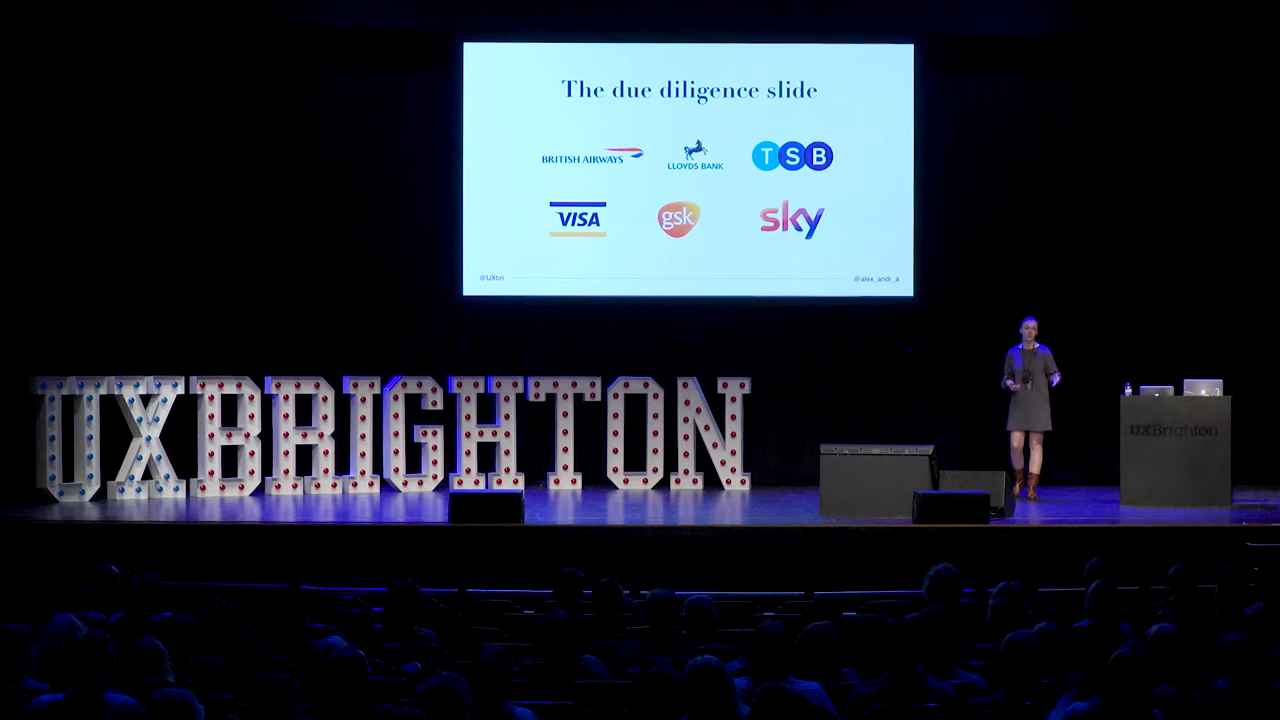 The due diligence slide
BRITISH AIRWAYS
LLOYDS BANK
TSB
VISA
gsk
sky
@UXbri
@alex_andr_a
UXBRIGHTON
UXBrighton